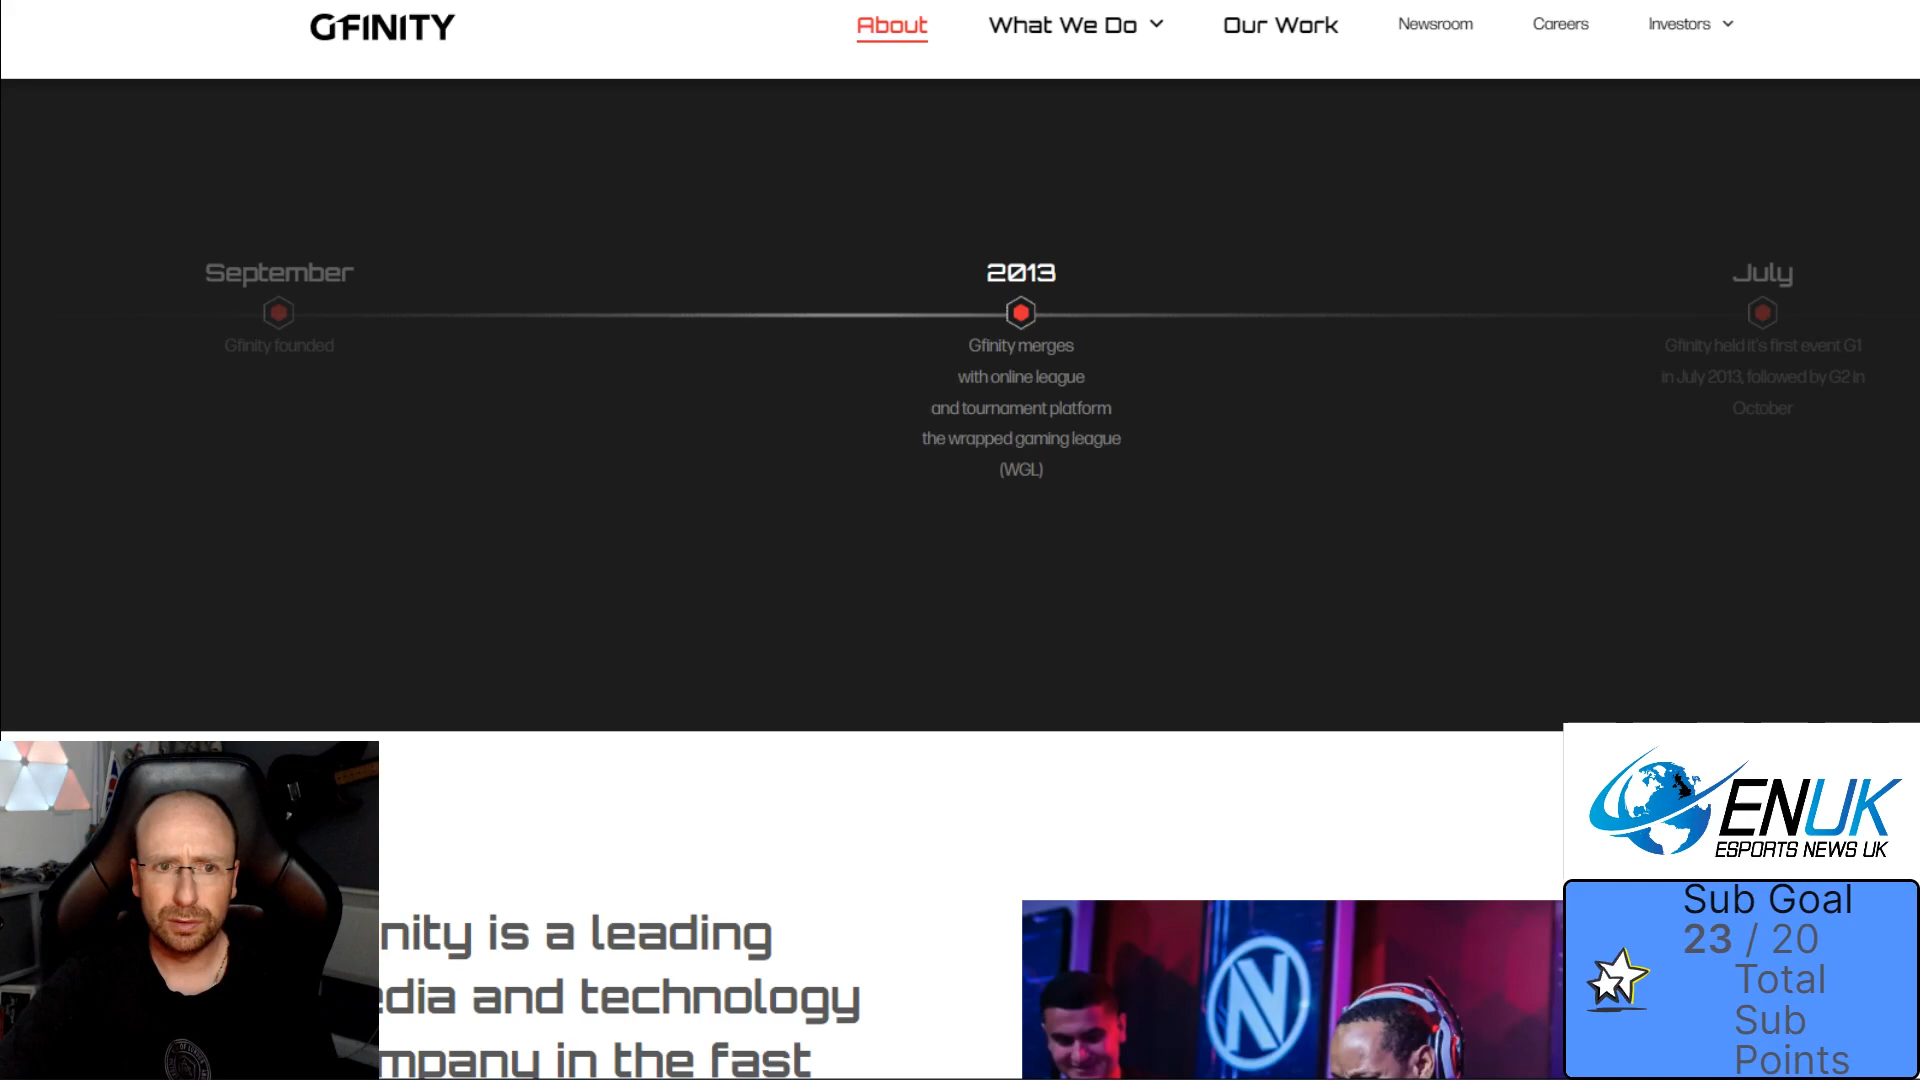 GFINITY
About
What We Do
Our Work
Newsroom
Careers
Investors
September
Gfinity founded
2013
Gfinity merges
with online league
and tournament platform
the wrapped gaming league
(WGL)
July
Gfinity held it's first event G1
in July 2013, followed by G2 in
October
nity is a leading
edia and technology
mpany in the fast
ENUK
ESPORTS NEWS UK
Sub Goal
23 / 20
Total
Sub
Points